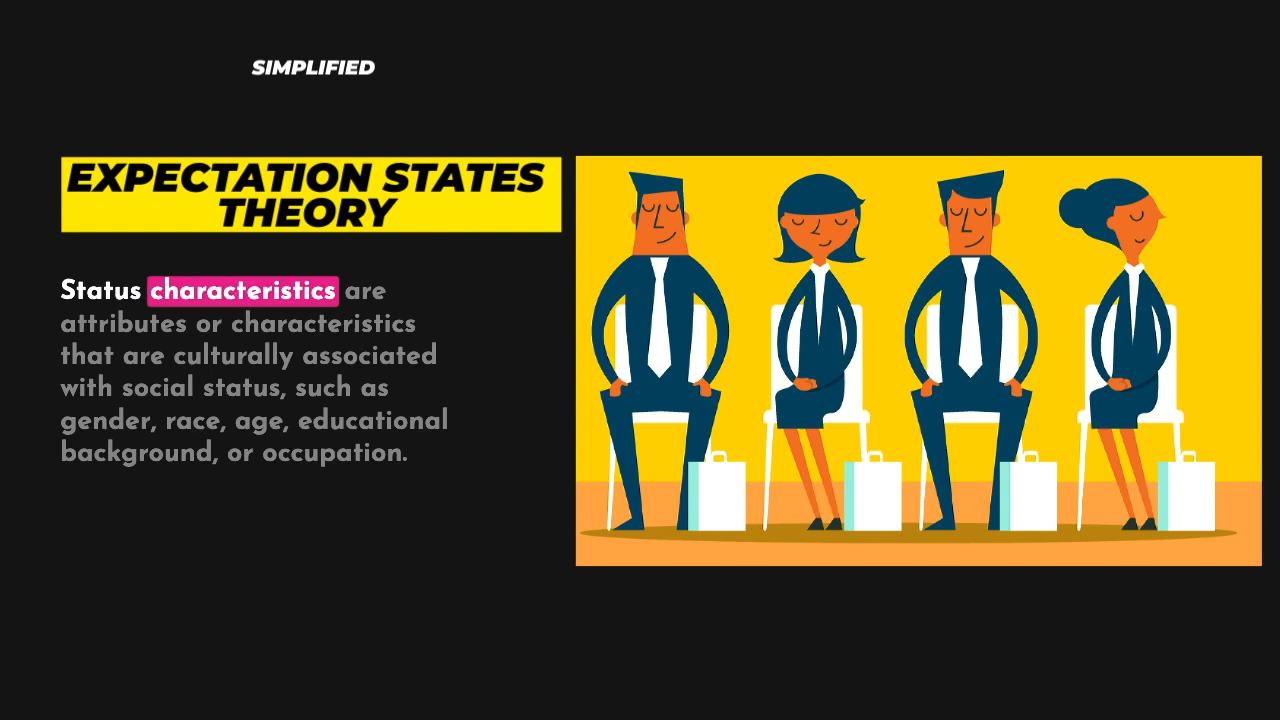 SIMPLIFIED
EXPECTATION STATES
THEORY
Status characteristics are
attributes or characteristics
that are culturally associated
with social status, such as
gender, race, age, educational
background, or occupation.